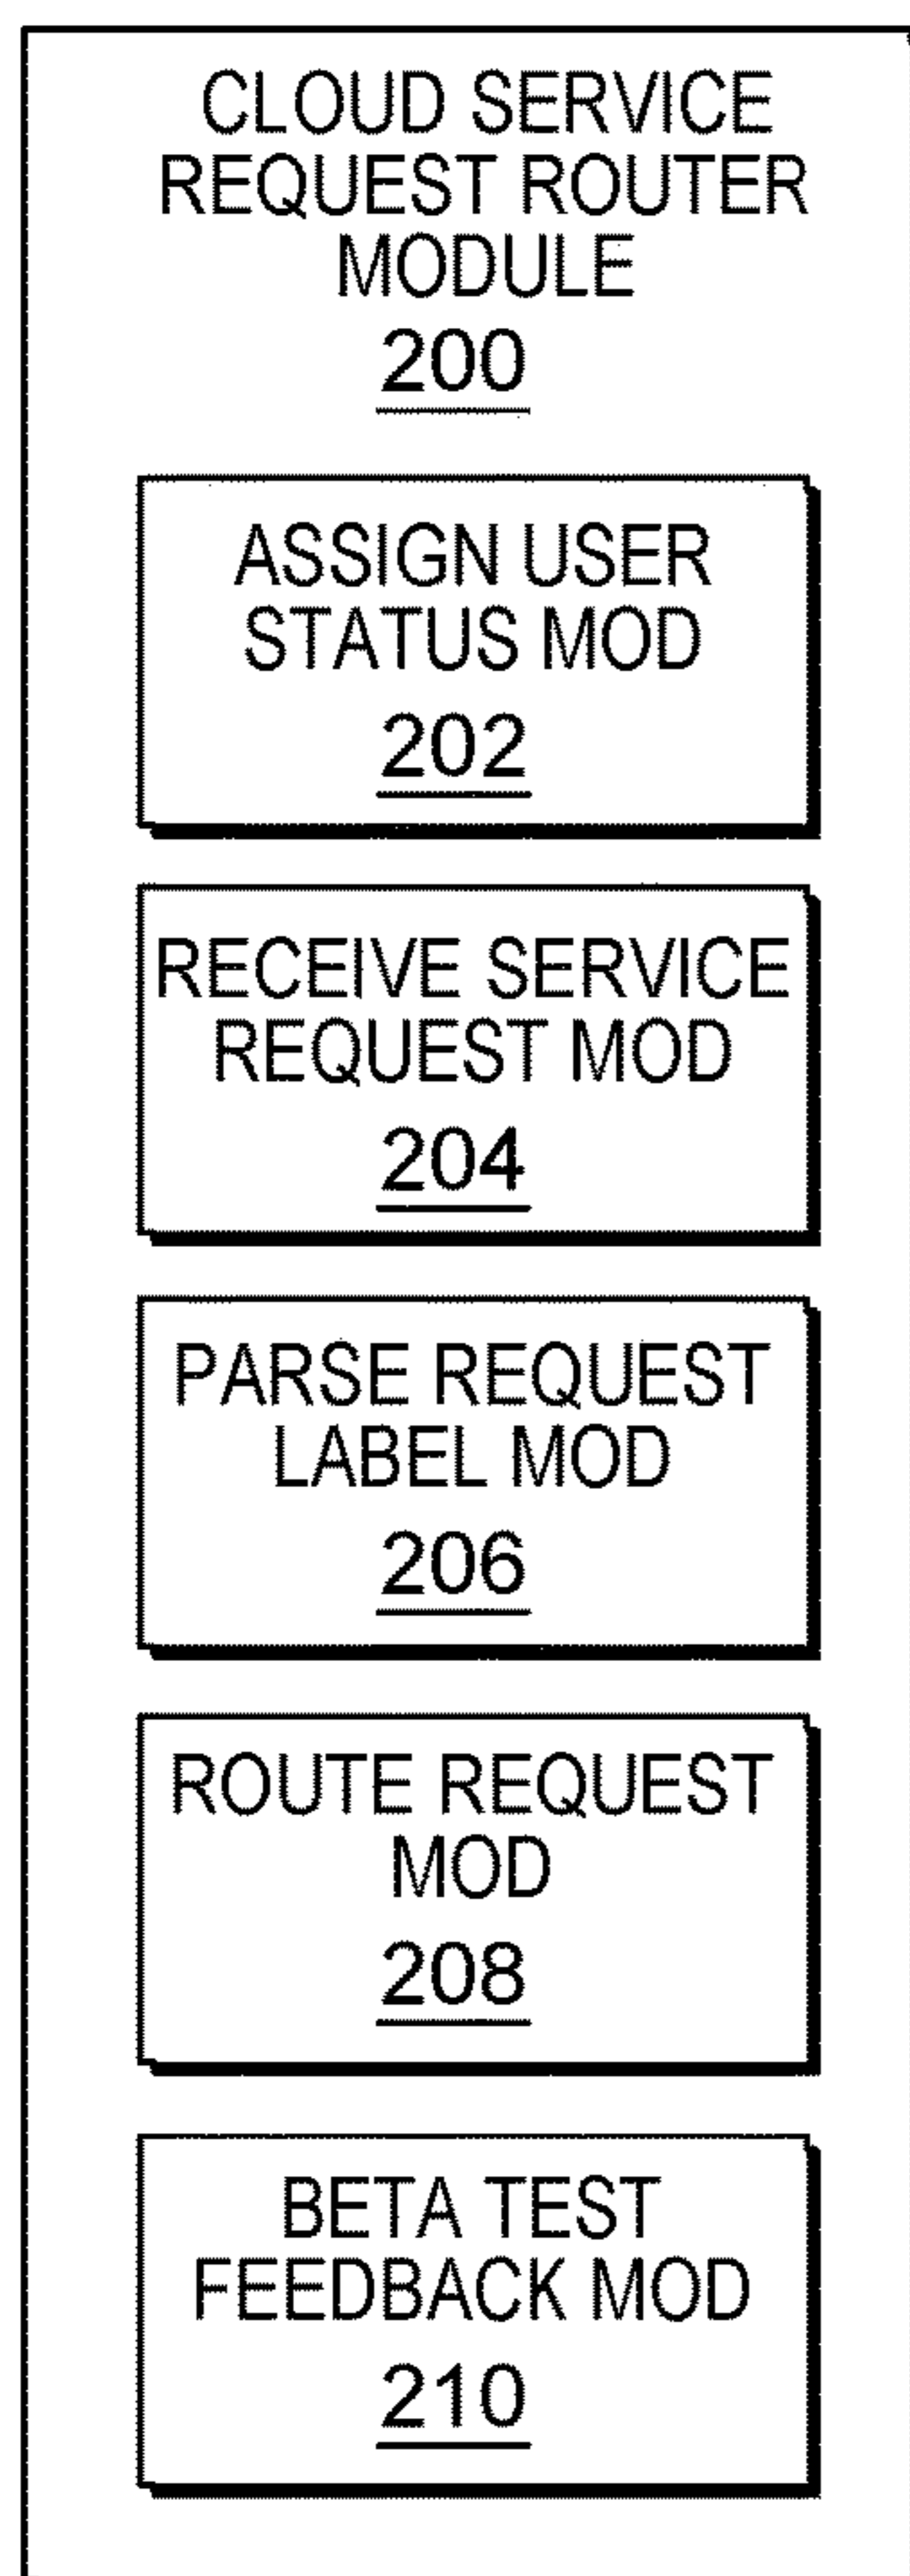 CLOUD SERVICE
REQUEST ROUTER
MODULE
200
ASSIGN USER
STATUS MOD
202
RECEIVE SERVICE
REQUEST MOD
204
PARSE REQUEST
LABEL MOD
206
ROUTE REQUEST
MOD
208
BETA TEST
FEEDBACK MOD
210